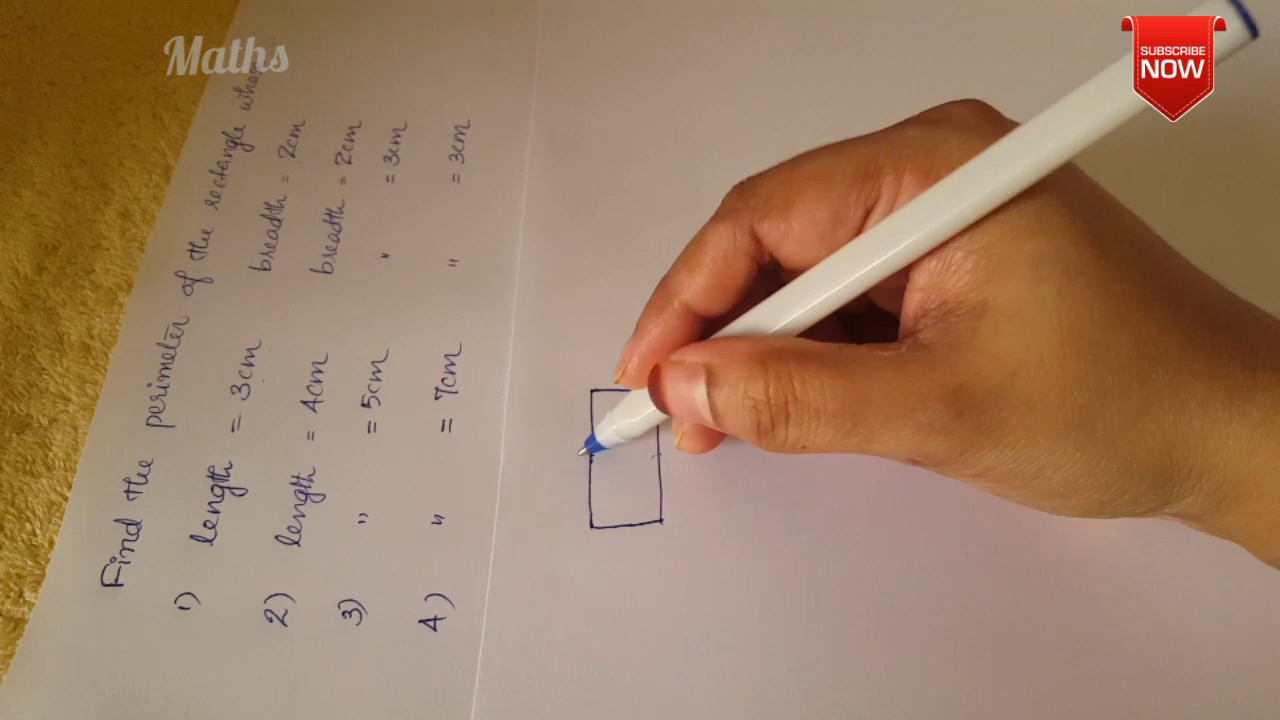 Maths
SUBSCRIBE
NOW
Find the perimeter of the rectangle whose
1) length = 3cm breadth = 2cm
2) length = 4cm breadth = 2cm
3) " = 5cm " = 3cm
4) " = 7cm " = 3cm